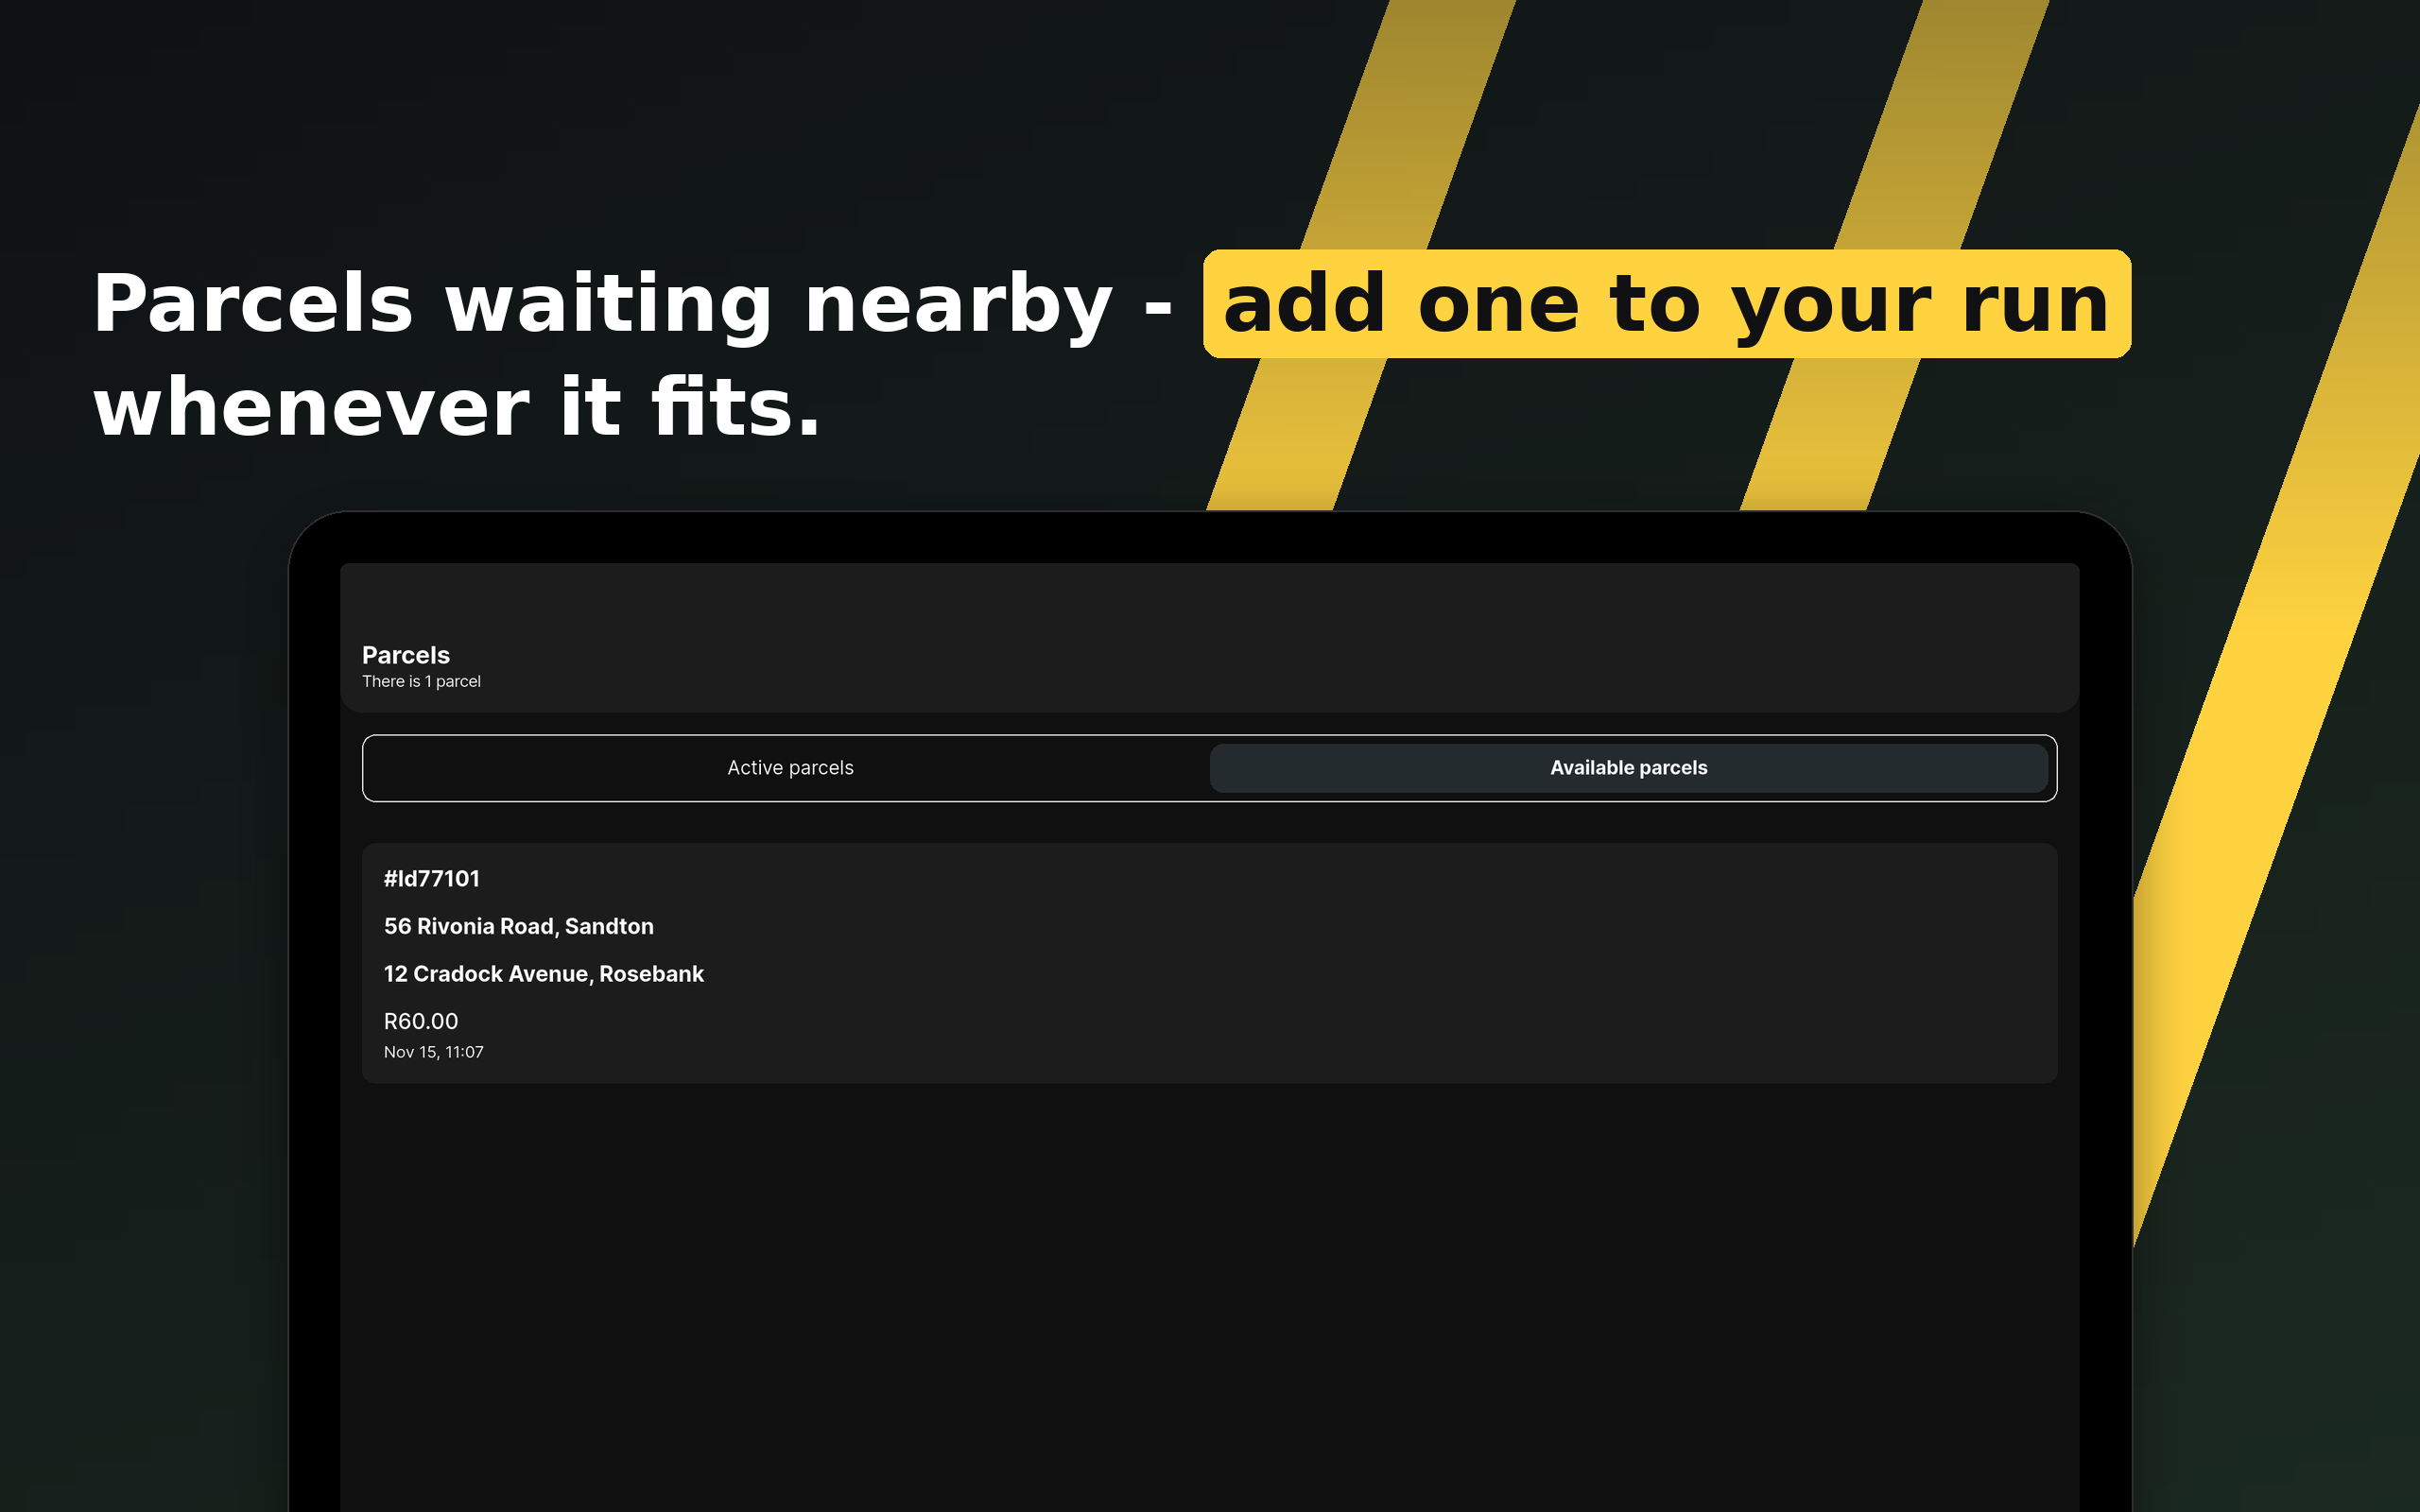 Parcels waiting nearby - add one to your run
whenever it fits.
Parcels
There is 1 parcel
Active parcels
Available parcels
#Id77101
56 Rivonia Road, Sandton
12 Cradock Avenue, Rosebank
R60.00
Nov 15, 11:07